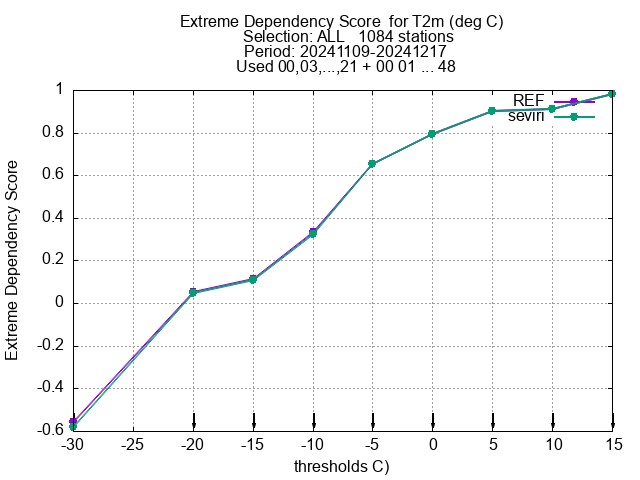 Extreme Dependency Score  for T2m (deg C)
Selection: ALL   1084 stations
Period: 20241109-20241217
Used 00,03,...,21 + 00 01 ... 48
REF
seviri
Extreme Dependency Score
1
0.8
0.6
0.4
0.2
0
-0.2
-0.4
-0.6
-30 -25 -20 -15 -10 -5 0 5 10 15
thresholds C)